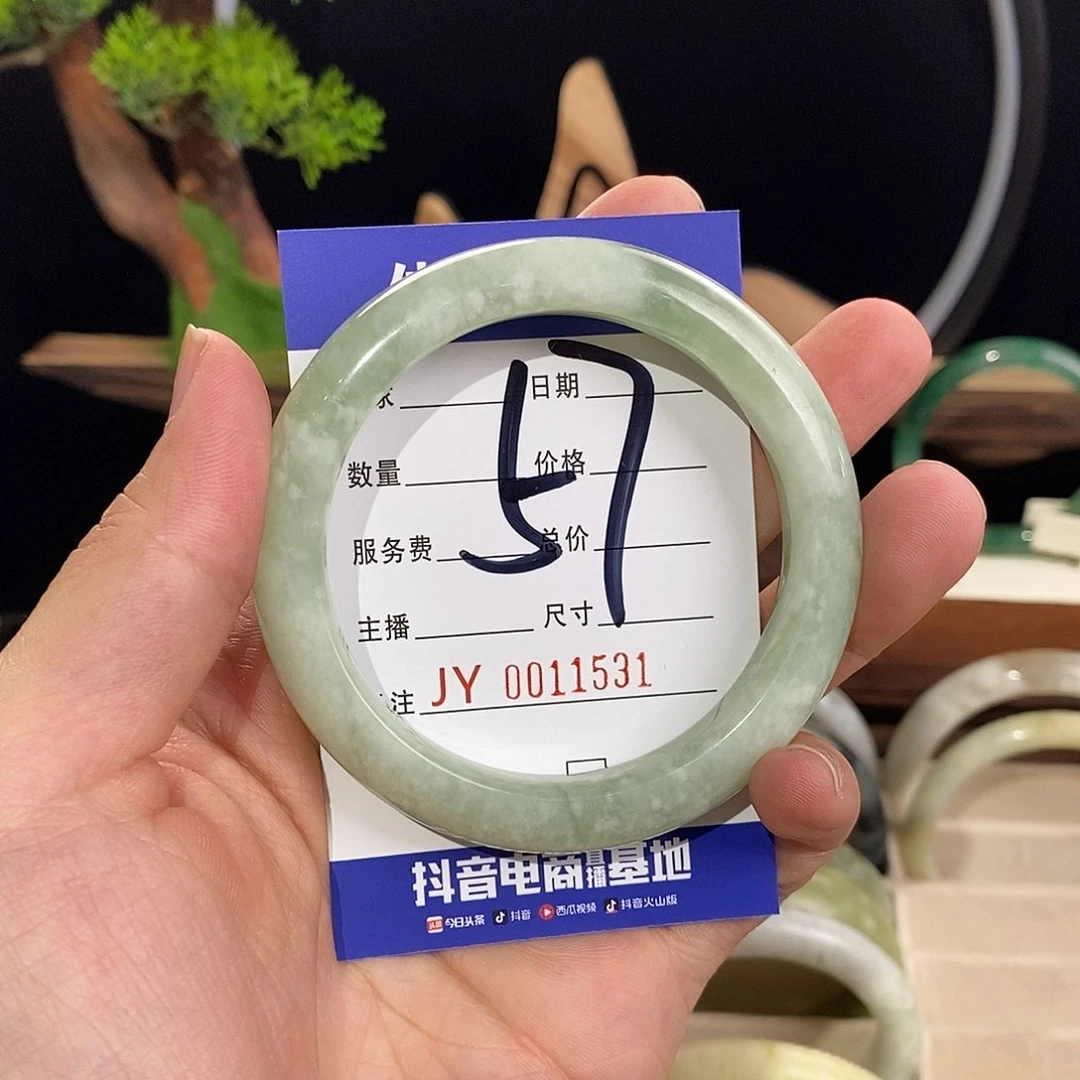 日期
数量 价格
57
服务费 总价
主播 尺寸
注 JY 0011531
抖音电商直播基地
头条 今日头条 抖音 西瓜视频 抖音火山版